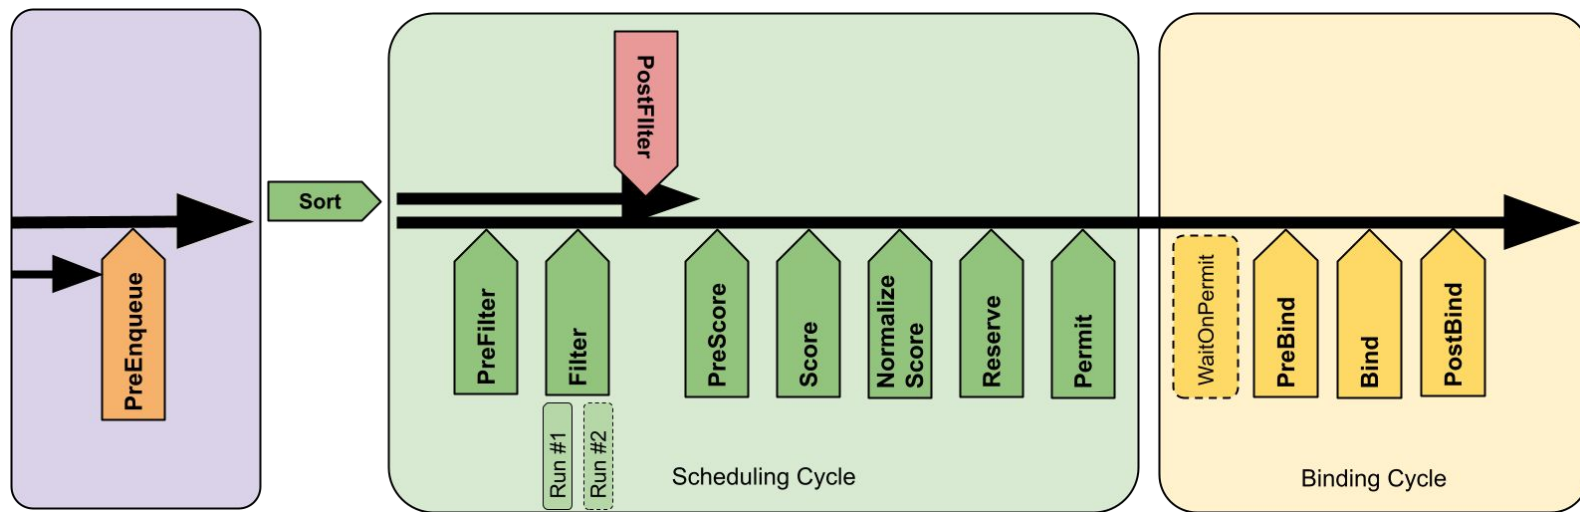 PreEnqueue
Sort
PostFIlter
PreFilter
Filter
Run #1
Run #2
PreScore
Score
Normalize
Score
Reserve
Permit
Scheduling Cycle
WaitOnPermit
PreBind
Bind
PostBind
Binding Cycle